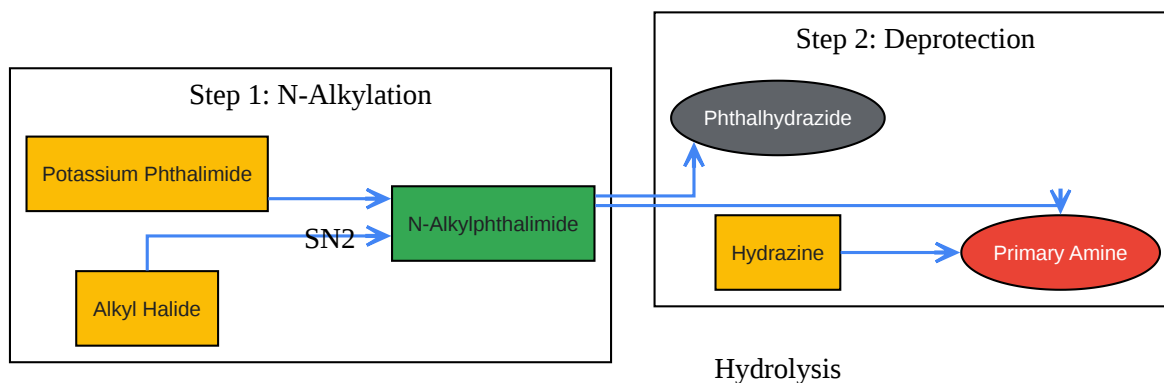 Step 1: N-Alkylation
Potassium Phthalimide
SN2
N-Alkylphthalimide
Alkyl Halide
Step 2: Deprotection
Phthalhydrazide
Hydrazine
Primary Amine
Hydrolysis